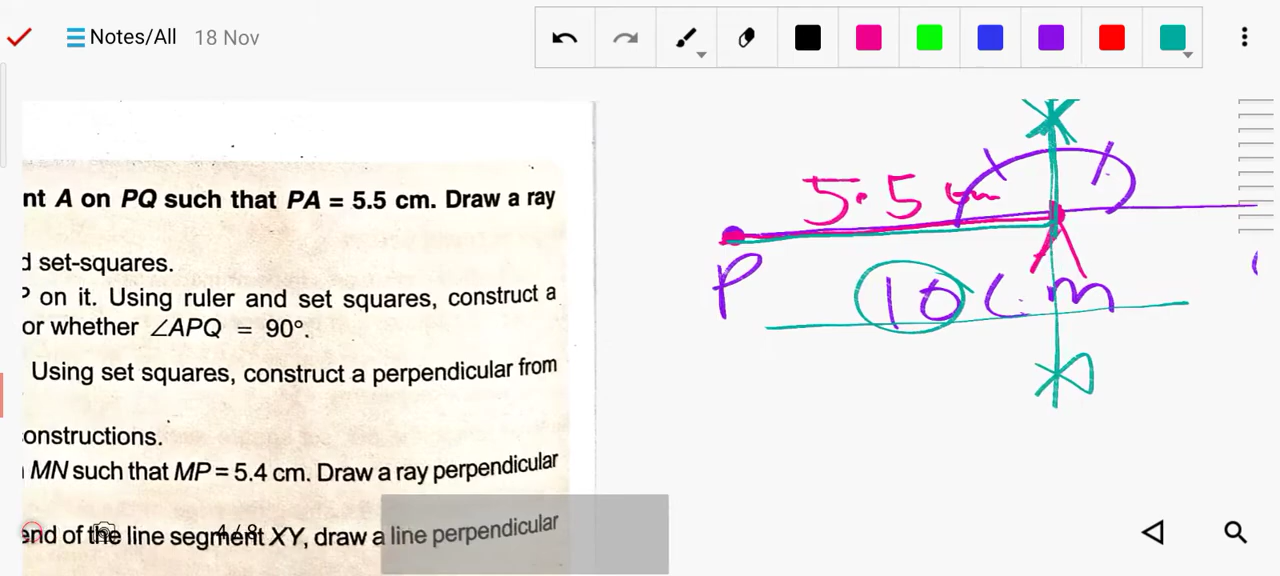 Notes/All 18 Nov
nt A on PQ such that PA = 5.5 cm. Draw a ray
d set-squares.
P on it. Using ruler and set squares, construct a
or whether ∠APQ = 90°.
Using set squares, construct a perpendicular from
onstructions.
MN such that MP = 5.4 cm. Draw a ray perpendicular
end of the line segment XY, draw a line perpendicular
4 / 8
5.5 cm
P
A
10 cm